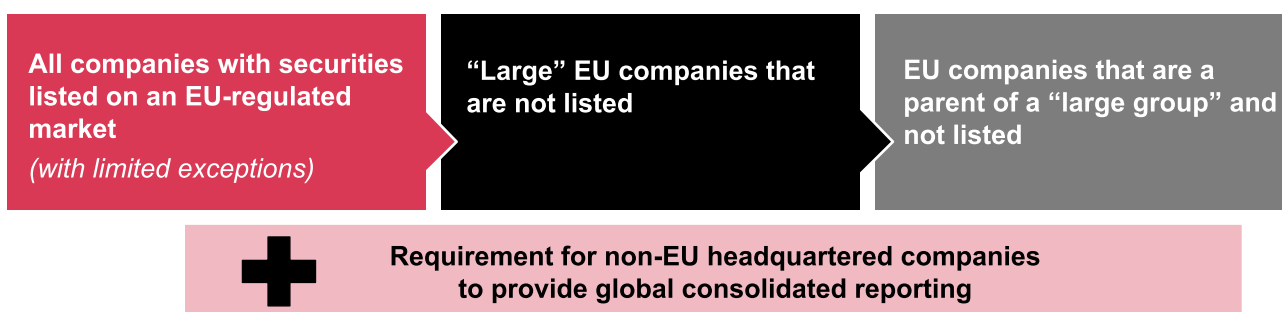 All companies with securities
listed on an EU-regulated
market
(with limited exceptions)
“Large” EU companies that
are not listed
EU companies that are a
parent of a “large group” and
not listed
Requirement for non-EU headquartered companies
to provide global consolidated reporting